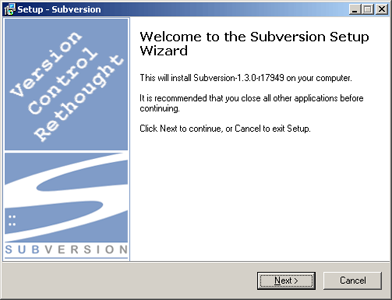 Setup - Subversion
Version
Control
Rethought
SUBVERSION
Welcome to the Subversion Setup
Wizard
This will install Subversion-1.3.0-r17949 on your computer.
It is recommended that you close all other applications before
continuing.
Click Next to continue, or Cancel to exit Setup.
Next >
Cancel